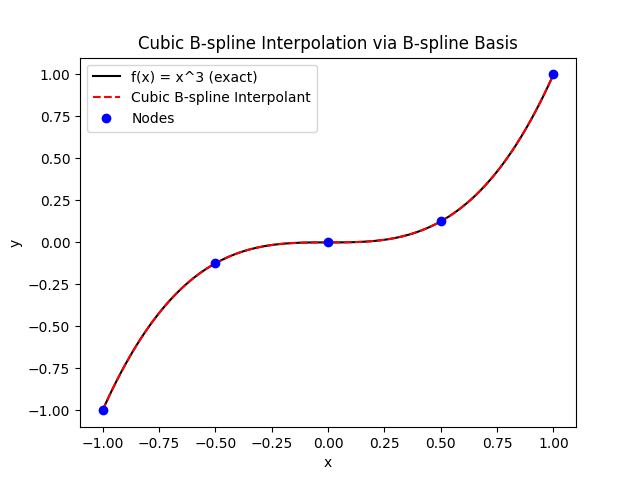 Cubic B-spline Interpolation via B-spline Basis
f(x) = x^3 (exact)
Cubic B-spline Interpolant
Nodes
1.00
0.75
0.50
0.25
0.00
−0.25
−0.50
−0.75
−1.00
y
−1.00 −0.75 −0.50 −0.25 0.00 0.25 0.50 0.75 1.00
x